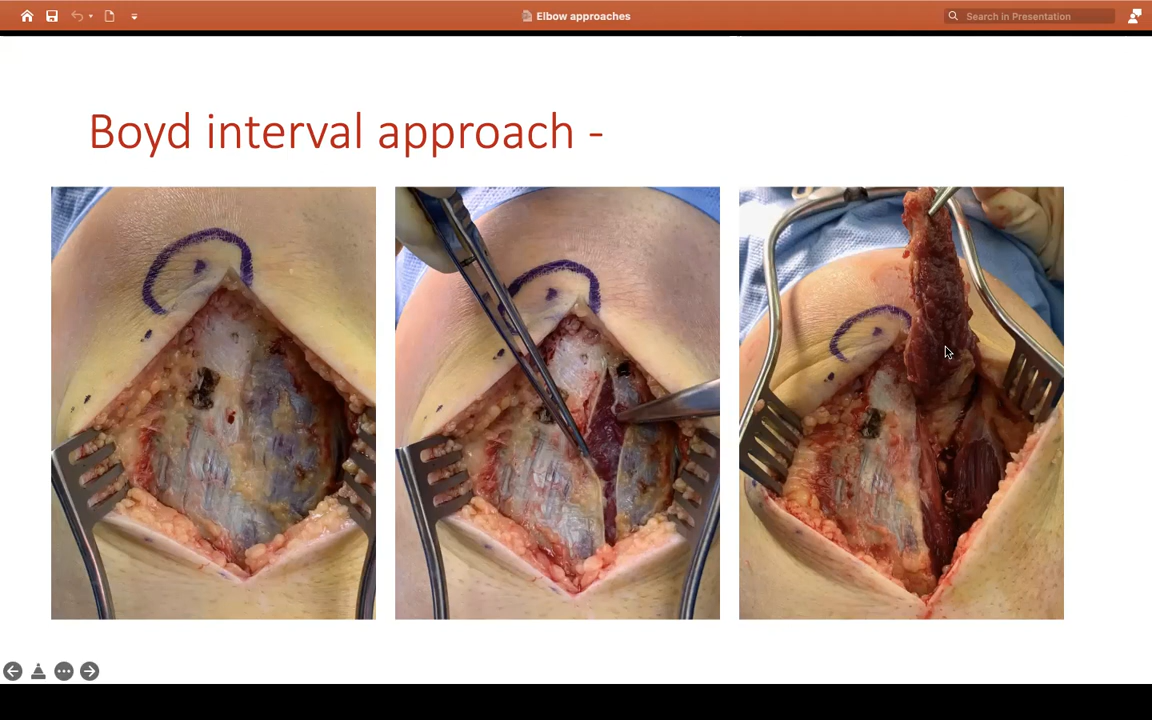 Elbow approaches
Search in Presentation
Boyd interval approach -